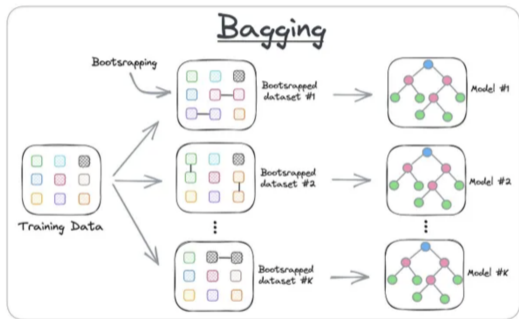 Bagging
Bootsrapping
Bootsrapped
dataset #1
Model #1
Training Data
Bootsrapped
dataset #2
Model #2
Bootsrapped
dataset #K
Model #K